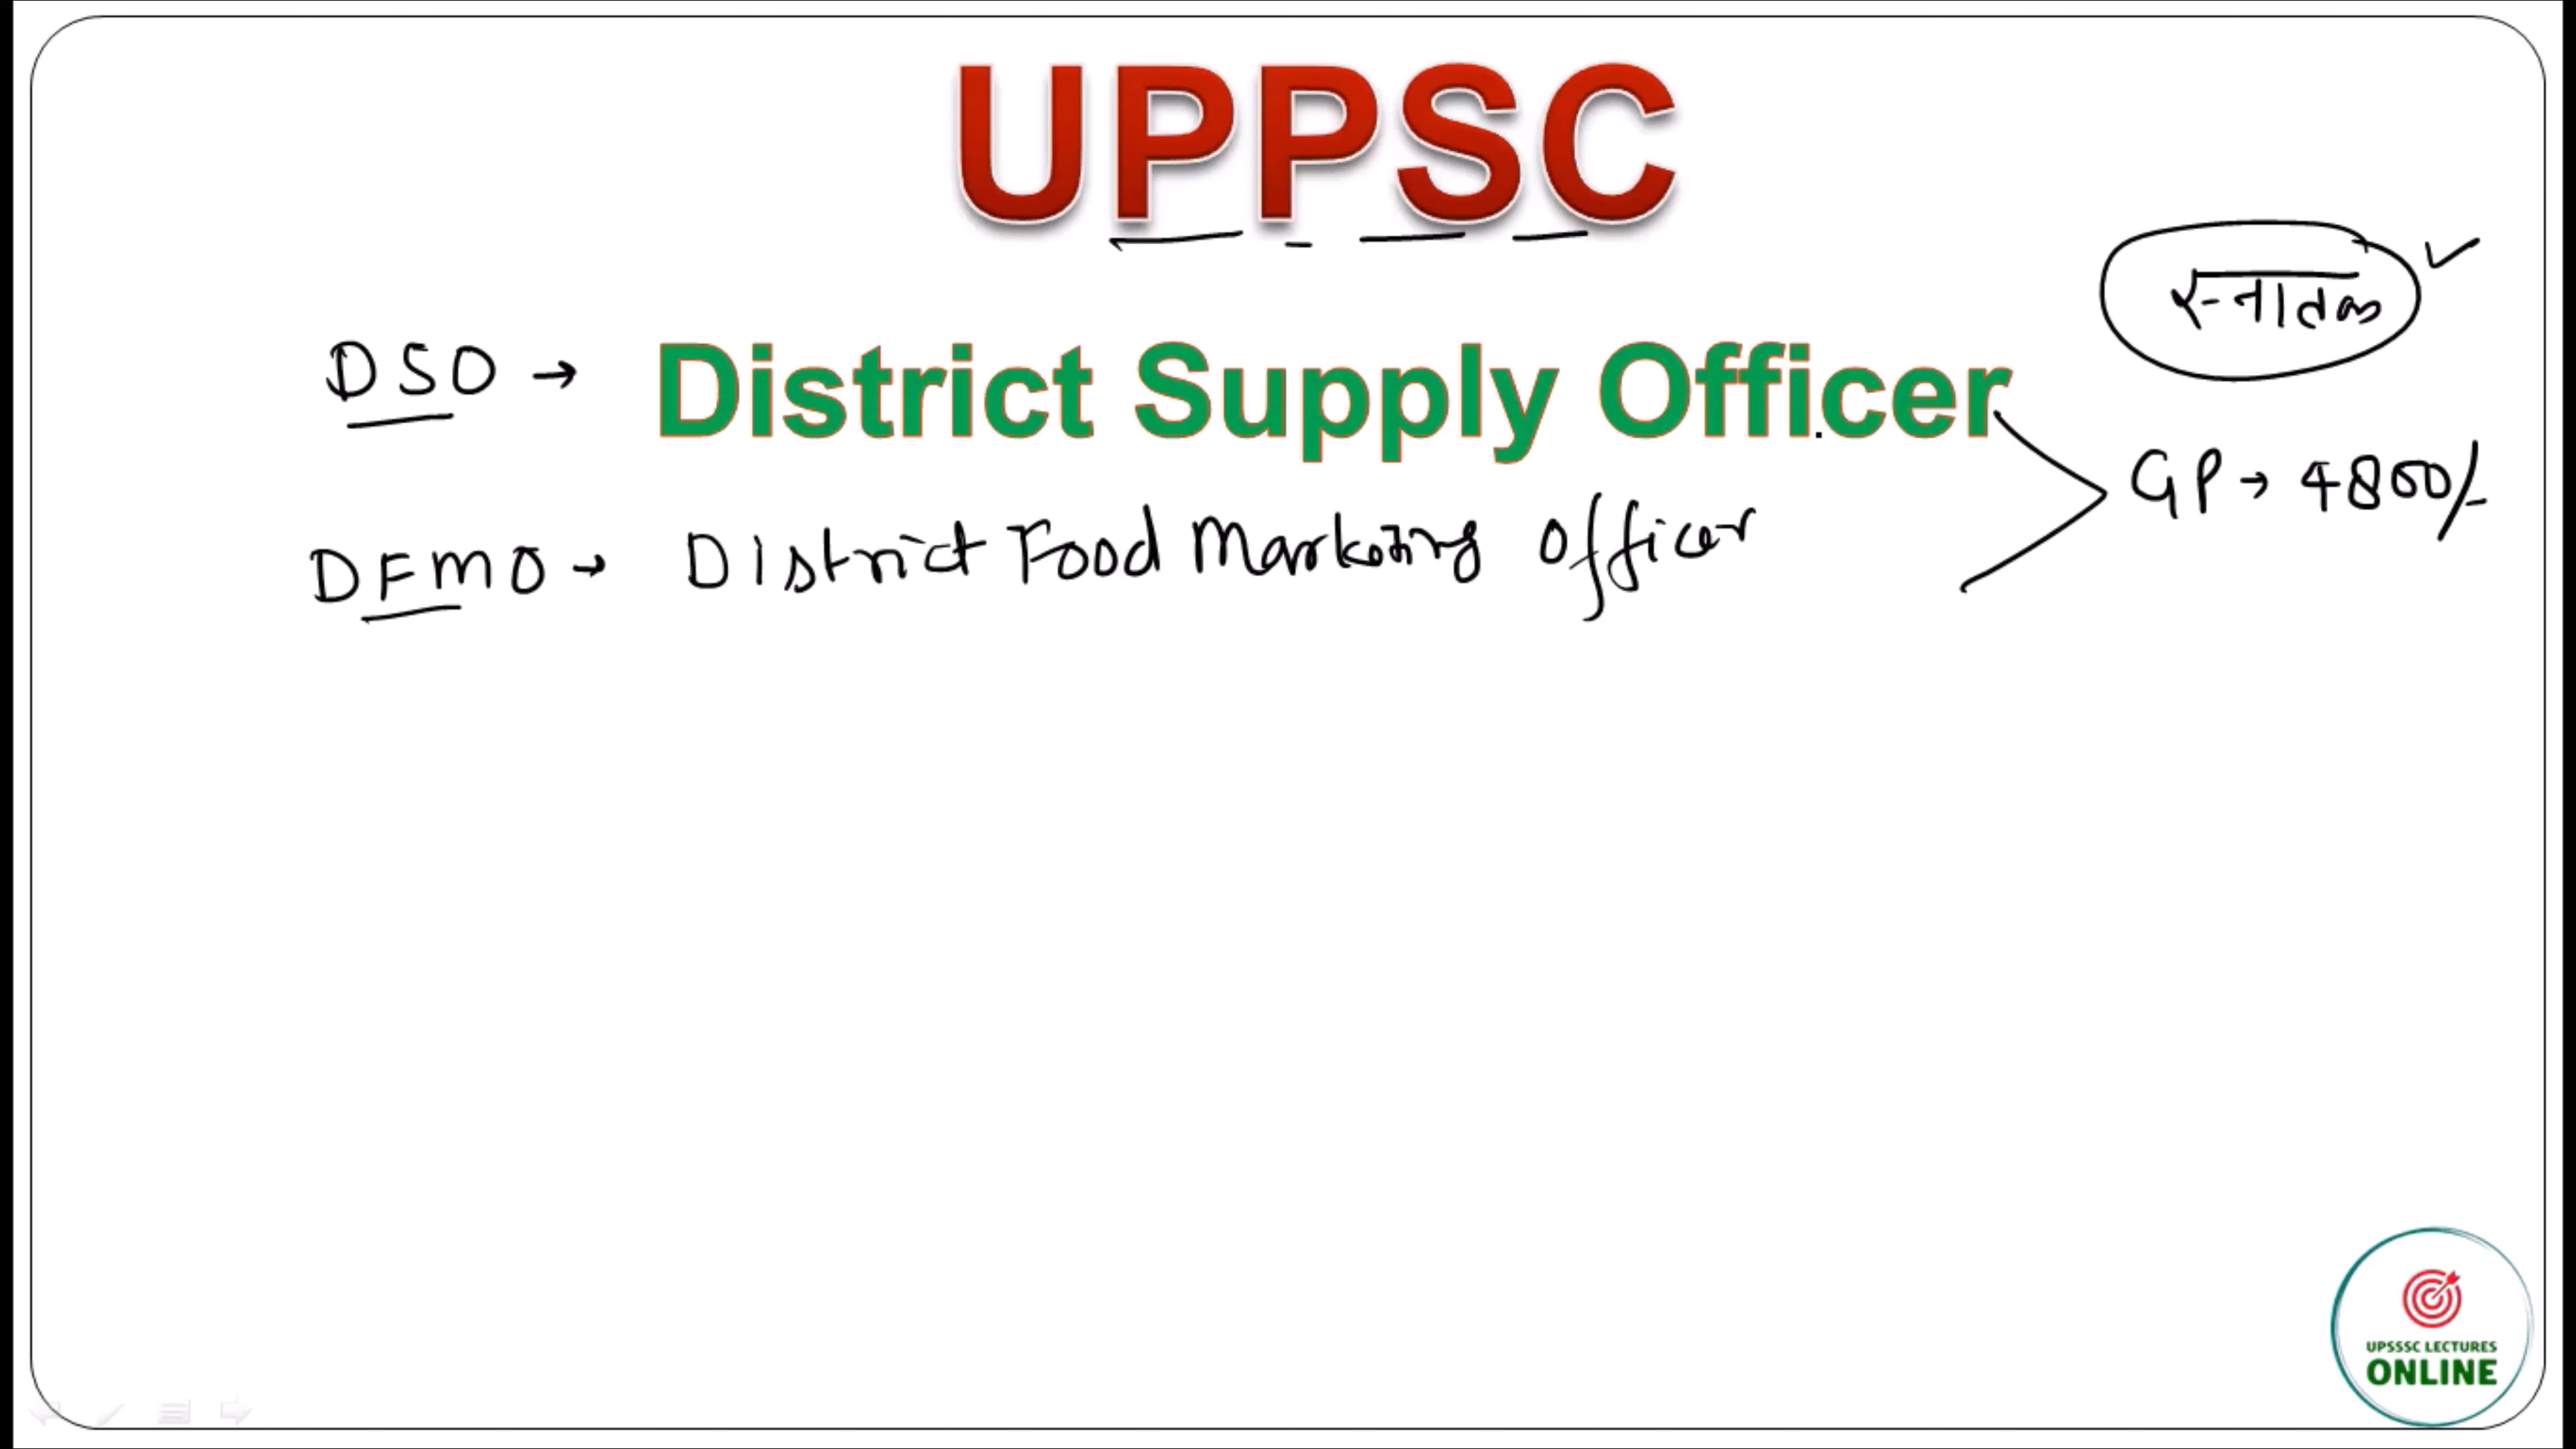 UPPSC
स्नातक
DSO → District Supply Officer
GP → 4800/-
DFMO → District Food Marketing Officer
UPSSSC LECTURES
ONLINE